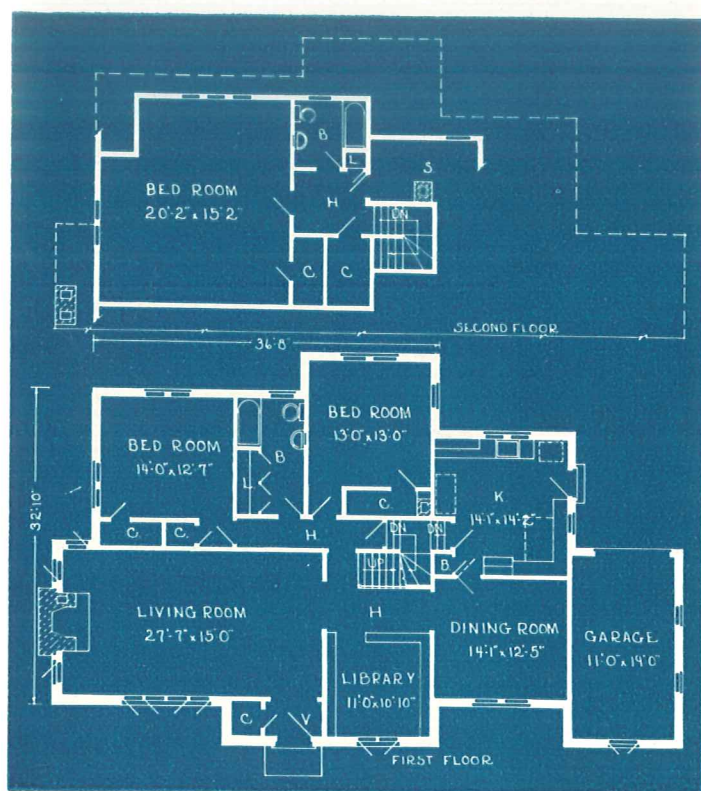 B
L
S
BED ROOM
20'-2" x 15'2"
H
DN
C.
C
SECOND FLOOR
36'-8"
BED ROOM
13'-0" x 13'-0"
BED ROOM
14'-0" x 12'-7"
B
L
K
14'-1" x 14'-2"
C
32'-10"
C.
C.
H
DN
DN
UP
B
LIVING ROOM
27'-7" x 15'-0"
H
DINING ROOM
14'-1" x 12'-5"
GARAGE
11'-0" x 19'-0"
LIBRARY
11'-0" x 10'-10"
C.
V
FIRST FLOOR